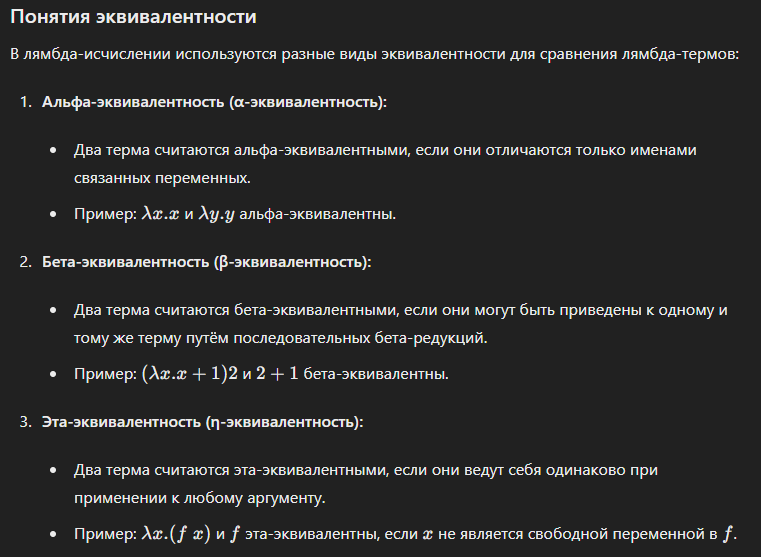 Понятия эквивалентности
В лямбда-исчислении используются разные виды эквивалентности для сравнения лямбда-термов:
1. Альфа-эквивалентность (α-эквивалентность):
• Два терма считаются альфа-эквивалентными, если они отличаются только именами
связанных переменных.
• Пример: λx.x и λy.y альфа-эквивалентны.
2. Бета-эквивалентность (β-эквивалентность):
• Два терма считаются бета-эквивалентными, если они могут быть приведены к одному и
тому же терму путём последовательных бета-редукций.
• Пример: (λx.x + 1)2 и 2 + 1 бета-эквивалентны.
3. Эта-эквивалентность (η-эквивалентность):
• Два терма считаются эта-эквивалентными, если они ведут себя одинаково при
применении к любому аргументу.
• Пример: λx.(f x) и f эта-эквивалентны, если x не является свободной переменной в f.